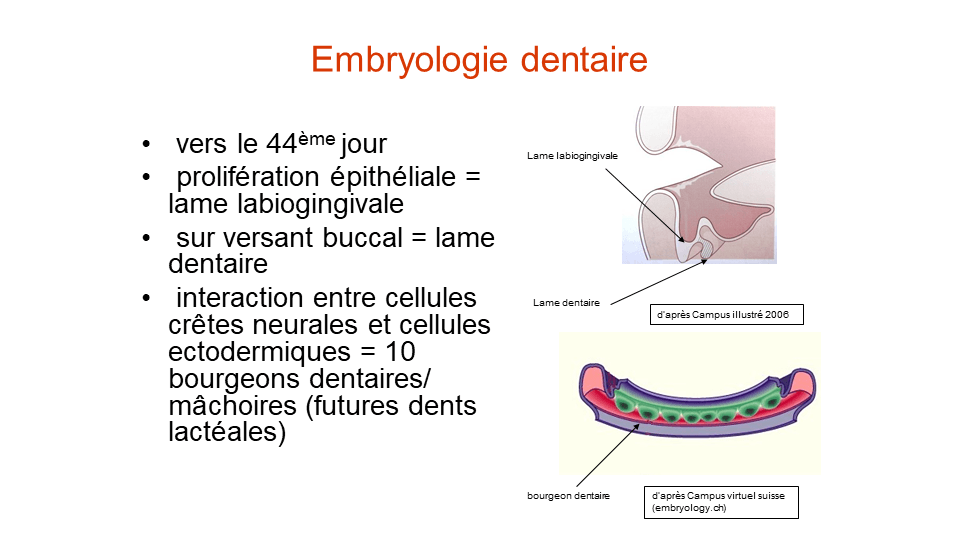 Embryologie dentaire
• vers le 44ème jour
• prolifération épithéliale =
lame labiogingivale
• sur versant buccal = lame
dentaire
• interaction entre cellules
crêtes neurales et cellules
ectodermiques = 10
bourgeons dentaires/
mâchoires (futures dents
lactéales)
Lame labiogingivale
Lame dentaire
d'après Campus illustré 2006
bourgeon dentaire
d'après Campus virtuel suisse
(embryology.ch)